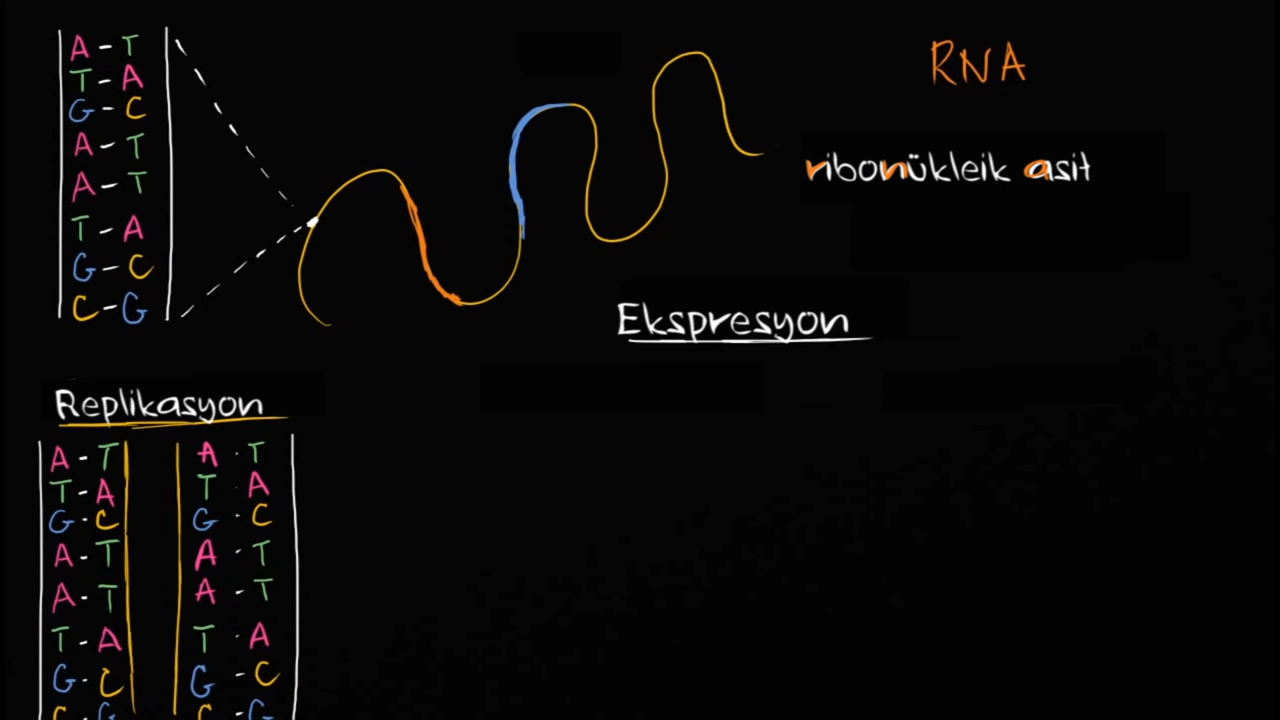 A - T
T - A
G - C
A - T
A - T
T - A
G - C
C - G
RNA
ribonükleik asit
Ekspresyon
Replikasyon
A - T A · T
T - A T · A
G - C G · C
A - T A · T
A - T A - T
T - A T · A
G - C G - C
C - G C - G